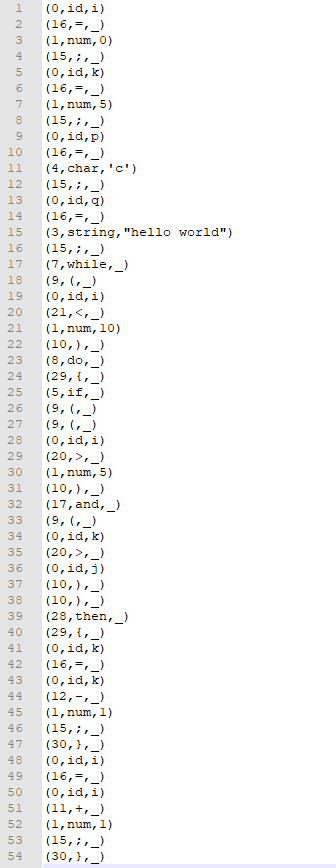 1 (0,id,i)
2 (16,=,_)
3 (1,num,0)
4 (15,;,_)
5 (0,id,k)
6 (16,=,_)
7 (1,num,5)
8 (15,;,_)
9 (0,id,p)
10 (16,=,_)
11 (4,char,'c')
12 (15,;,_)
13 (0,id,q)
14 (16,=,_)
15 (3,string,"hello world")
16 (15,;,_)
17 (7,while,_)
18 (9,(,_)
19 (0,id,i)
20 (21,<,_)
21 (1,num,10)
22 (10,),_)
23 (8,do,_)
24 (29,{,_)
25 (5,if,_)
26 (9,(,_)
27 (9,(,_)
28 (0,id,i)
29 (20,>,_)
30 (1,num,5)
31 (10,),_)
32 (17,and,_)
33 (9,(,_)
34 (0,id,k)
35 (20,>,_)
36 (0,id,j)
37 (10,),_)
38 (10,),_)
39 (28,then,_)
40 (29,{,_)
41 (0,id,k)
42 (16,=,_)
43 (0,id,k)
44 (12,-,_)
45 (1,num,1)
46 (15,;,_)
47 (30,},_)
48 (0,id,i)
49 (16,=,_)
50 (0,id,i)
51 (11,+,_)
52 (1,num,1)
53 (15,;,_)
54 (30,},_)